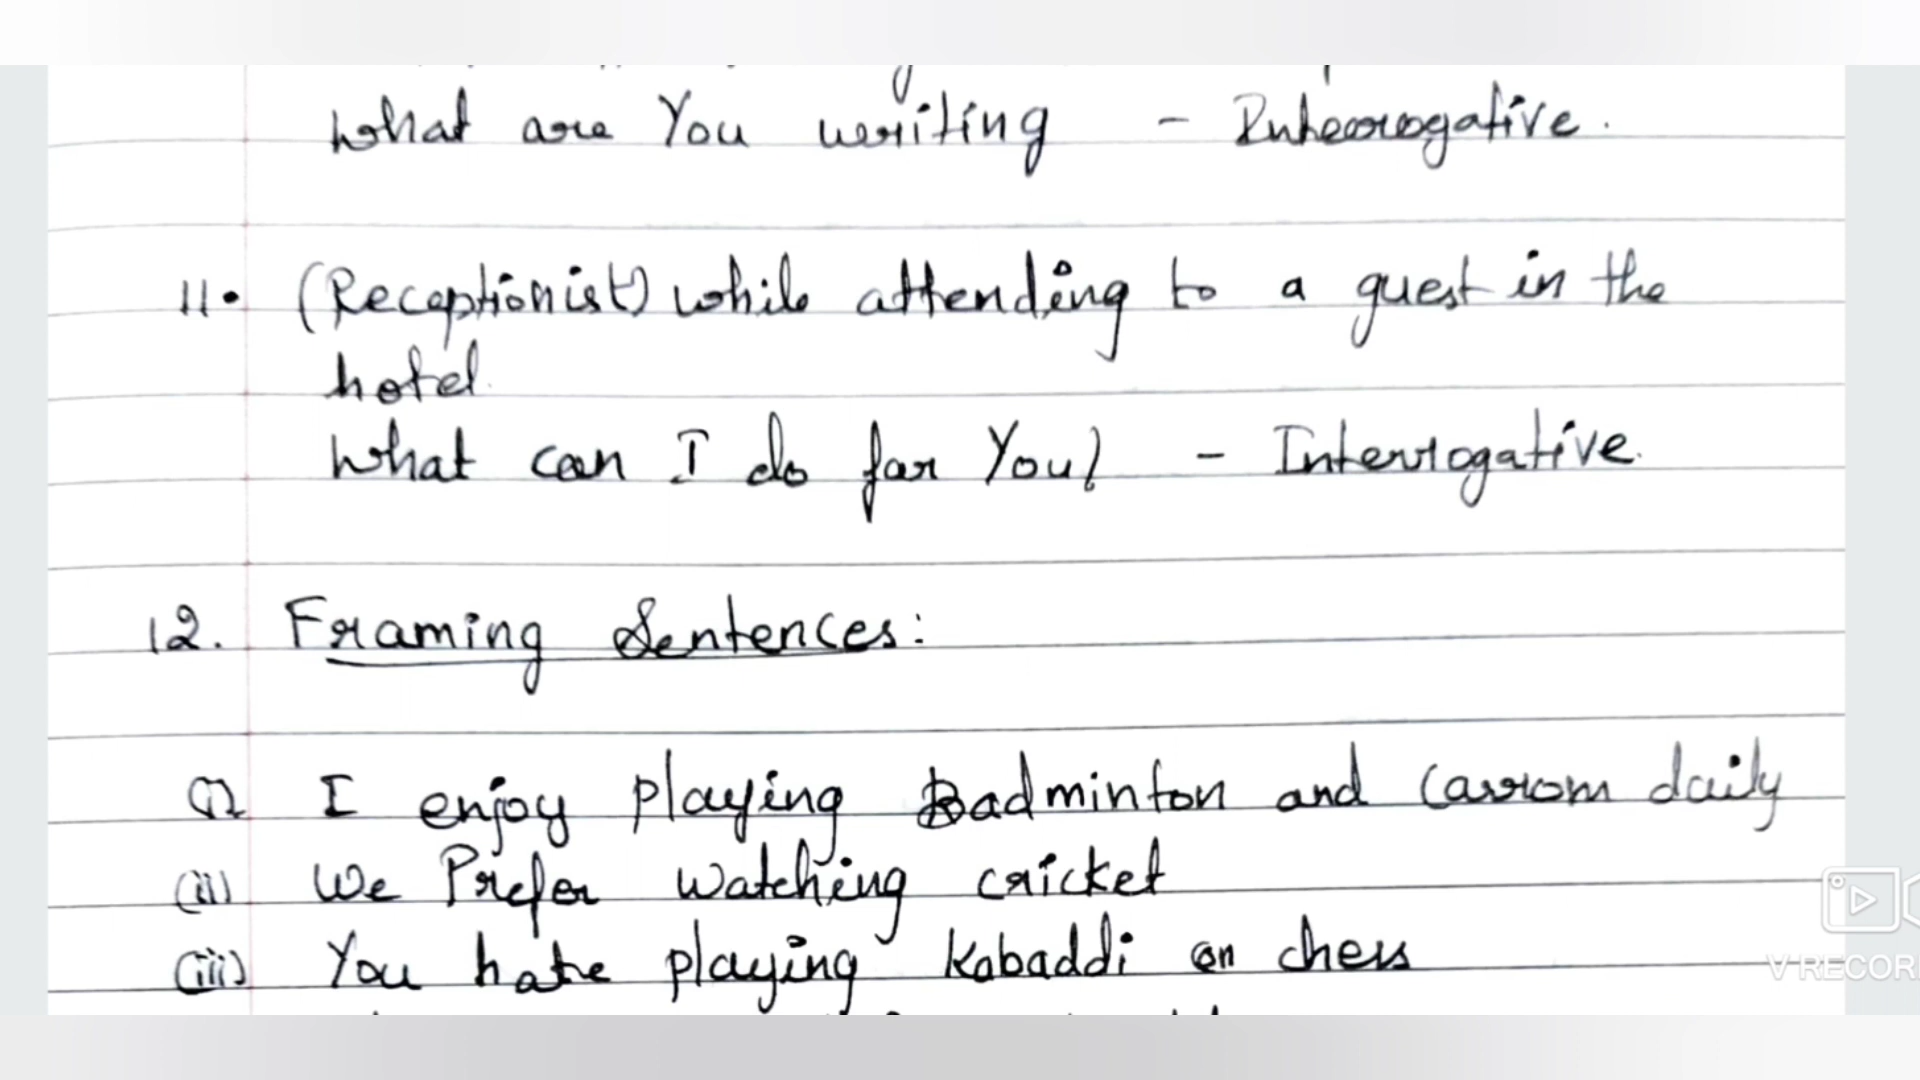 What are You writing - Interrogative.
11. (Receptionist) while attending to a guest in the
hotel.
What can I do for You? - Interrogative.
12. Framing Sentences:
(i) I enjoy playing Badminton and Carrom daily
(ii) We Prefer watching cricket
(iii) You hate playing Kabaddi or chess
V RECOR